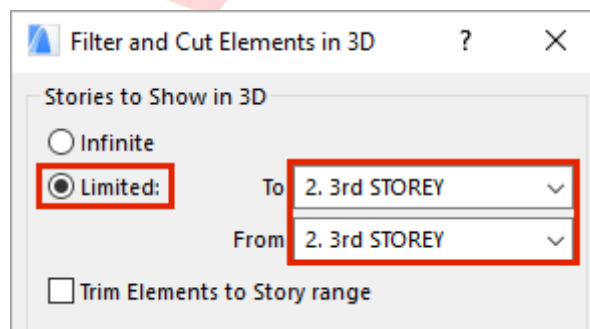 Filter and Cut Elements in 3D ? ×
Stories to Show in 3D
Infinite
Limited: To 2. 3rd STOREY
From 2. 3rd STOREY
Trim Elements to Story range